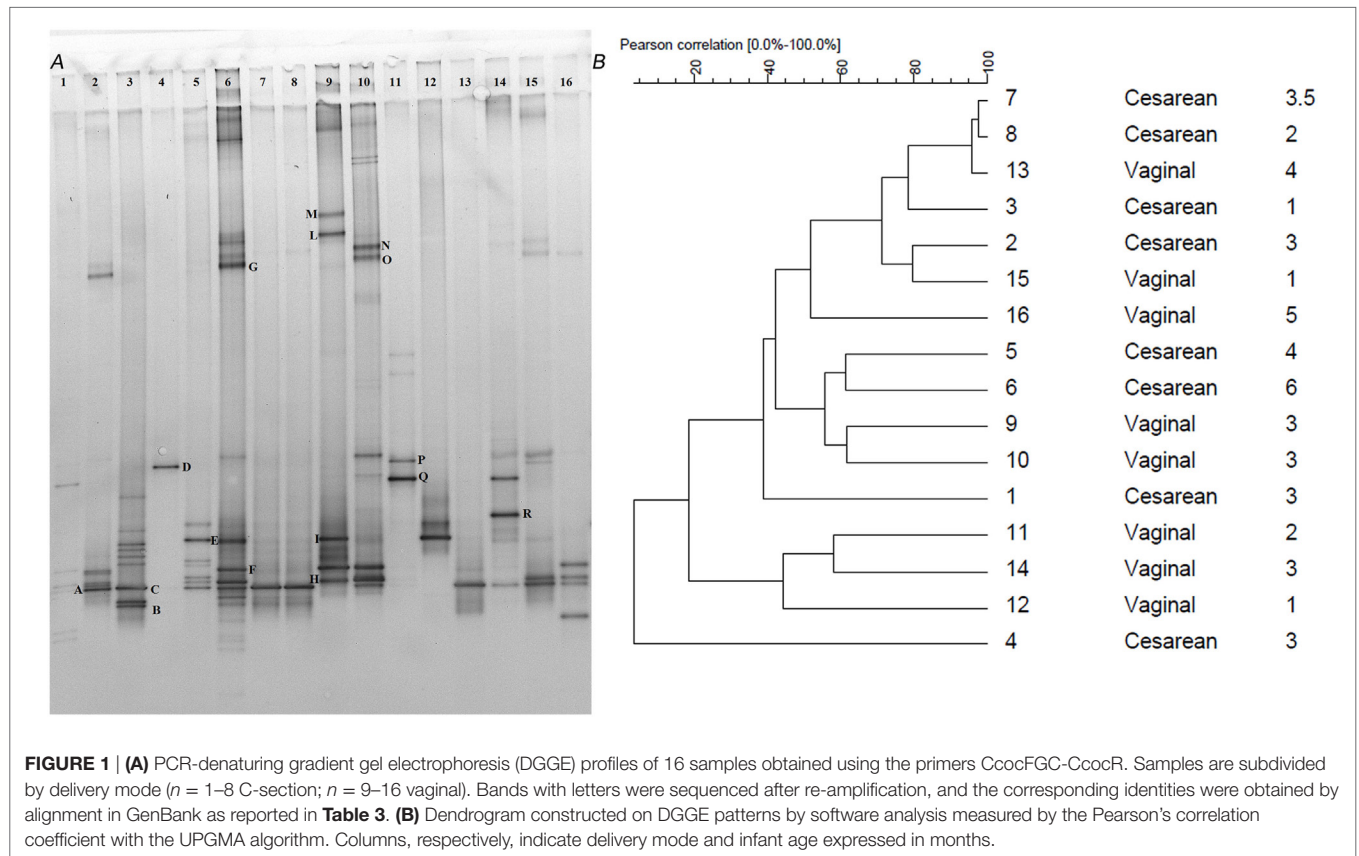 A
1 2 3 4 5 6 7 8 9 10 11 12 13 14 15 16
M
L
N
G
O
P
D
Q
R
E
I
F
H
A
C
B
B
Pearson correlation [0.0%-100.0%]
20 40 60 80 100
7 Cesarean 3.5
8 Cesarean 2
13 Vaginal 4
3 Cesarean 1
2 Cesarean 3
15 Vaginal 1
16 Vaginal 5
5 Cesarean 4
6 Cesarean 6
9 Vaginal 3
10 Vaginal 3
1 Cesarean 3
11 Vaginal 2
14 Vaginal 3
12 Vaginal 1
4 Cesarean 3
FIGURE 1 | (A) PCR-denaturing gradient gel electrophoresis (DGGE) profiles of 16 samples obtained using the primers CcocFGC-CcocR. Samples are subdivided
by delivery mode (n = 1–8 C-section; n = 9–16 vaginal). Bands with letters were sequenced after re-amplification, and the corresponding identities were obtained by
alignment in GenBank as reported in Table 3. (B) Dendrogram constructed on DGGE patterns by software analysis measured by the Pearson's correlation
coefficient with the UPGMA algorithm. Columns, respectively, indicate delivery mode and infant age expressed in months.